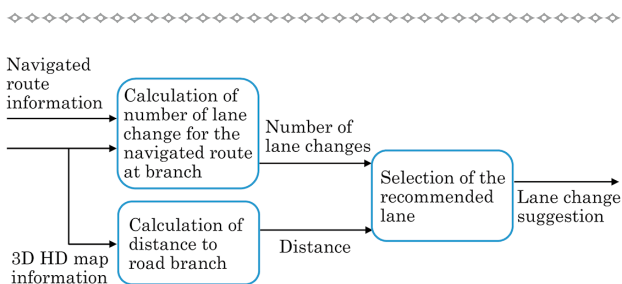 Navigated
route
information
Calculation of
number of lane
change for the
navigated route
at branch
Number of
lane changes
Selection of the
recommended
lane
Lane change
suggestion
3D HD map
information
Calculation of
distance to
road branch
Distance